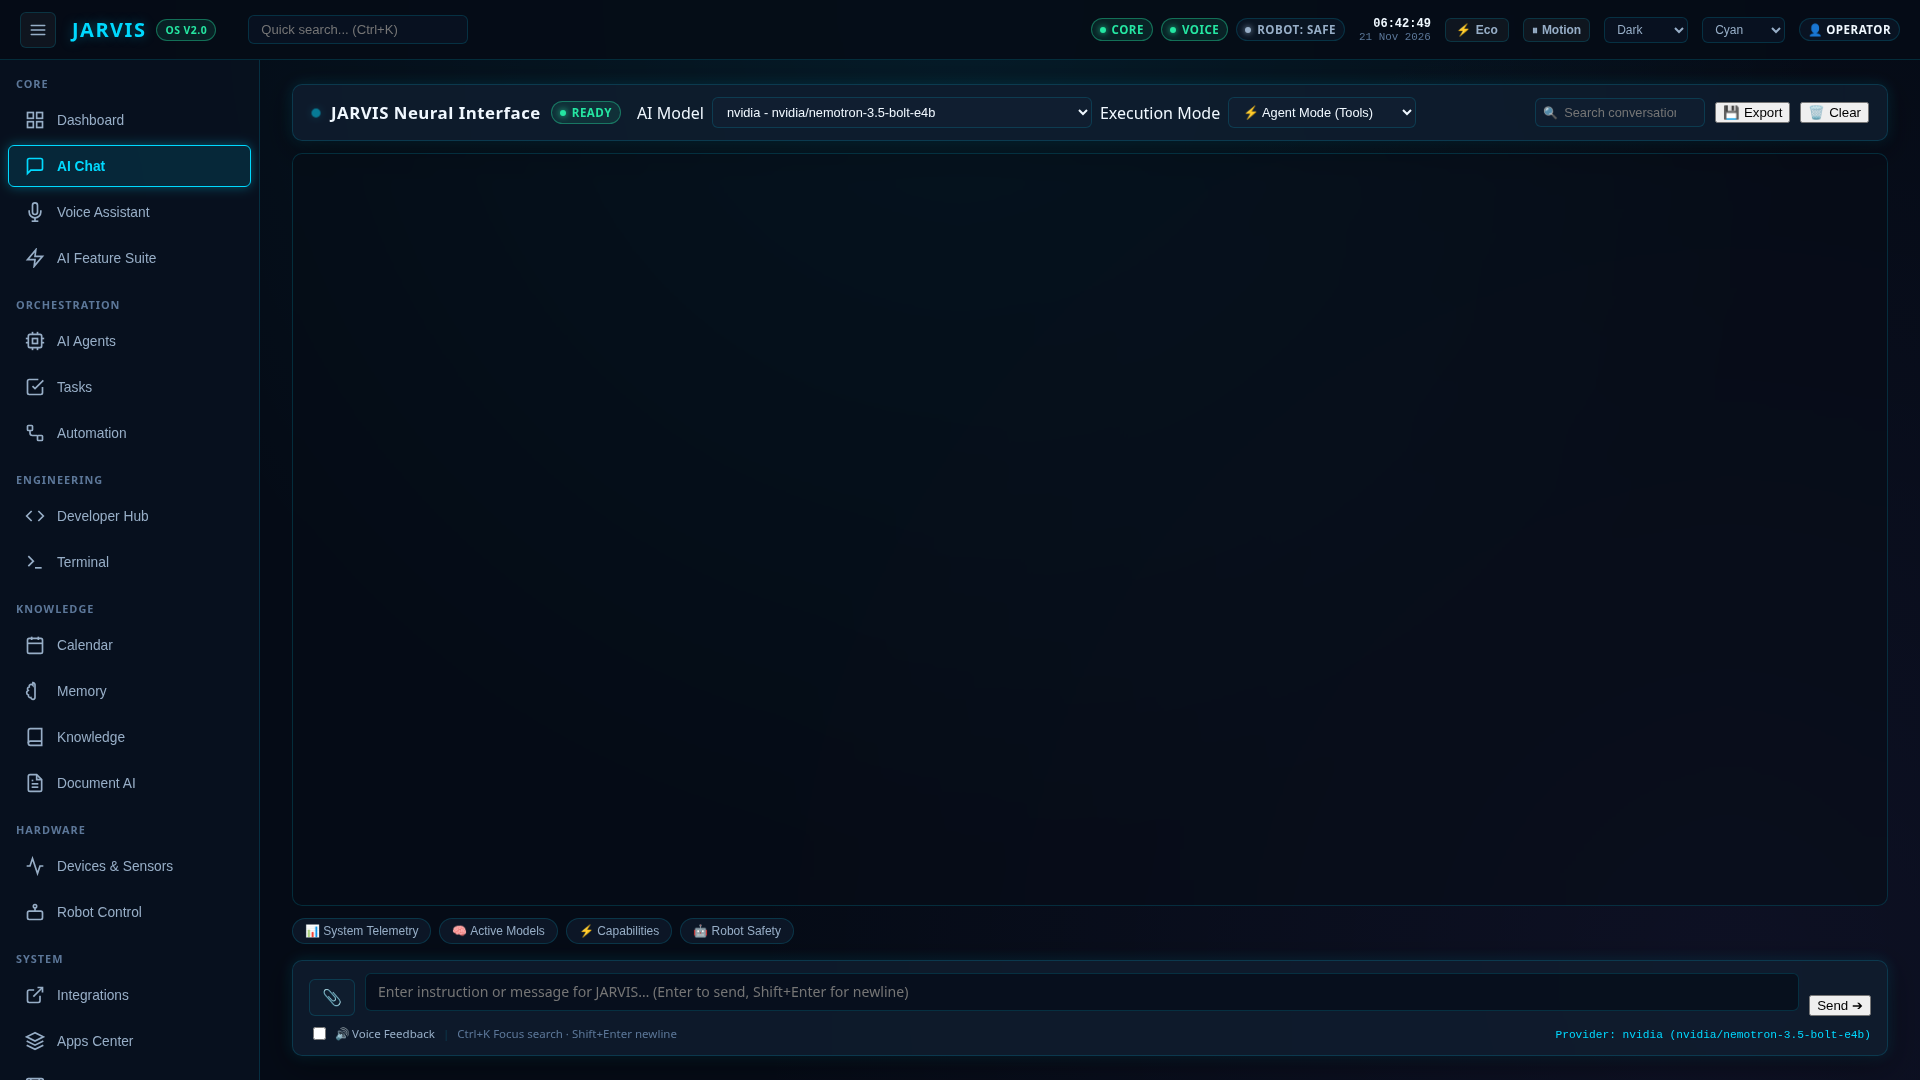 JARVIS OS V2.0 Quick search... (Ctrl+K) CORE VOICE ROBOT: SAFE 06:42:49 ⚡ Eco Motion Dark Cyan 👤 OPERATOR
21 Nov 2026
CORE
Dashboard
AI Chat
Voice Assistant
AI Feature Suite
ORCHESTRATION
AI Agents
Tasks
Automation
ENGINEERING
Developer Hub
Terminal
KNOWLEDGE
Calendar
Memory
Knowledge
Document AI
HARDWARE
Devices & Sensors
Robot Control
SYSTEM
Integrations
Apps Center
JARVIS Neural Interface READY AI Model nvidia - nvidia/nemotron-3.5-bolt-e4b Execution Mode ⚡ Agent Mode (Tools) 🔍 Search conversation 💾 Export 🗑️ Clear
📊 System Telemetry 🧠 Active Models ⚡ Capabilities 🤖 Robot Safety
📎 Enter instruction or message for JARVIS... (Enter to send, Shift+Enter for newline) Send ➔
🔊 Voice Feedback | Ctrl+K Focus search · Shift+Enter newline Provider: nvidia (nvidia/nemotron-3.5-bolt-e4b)